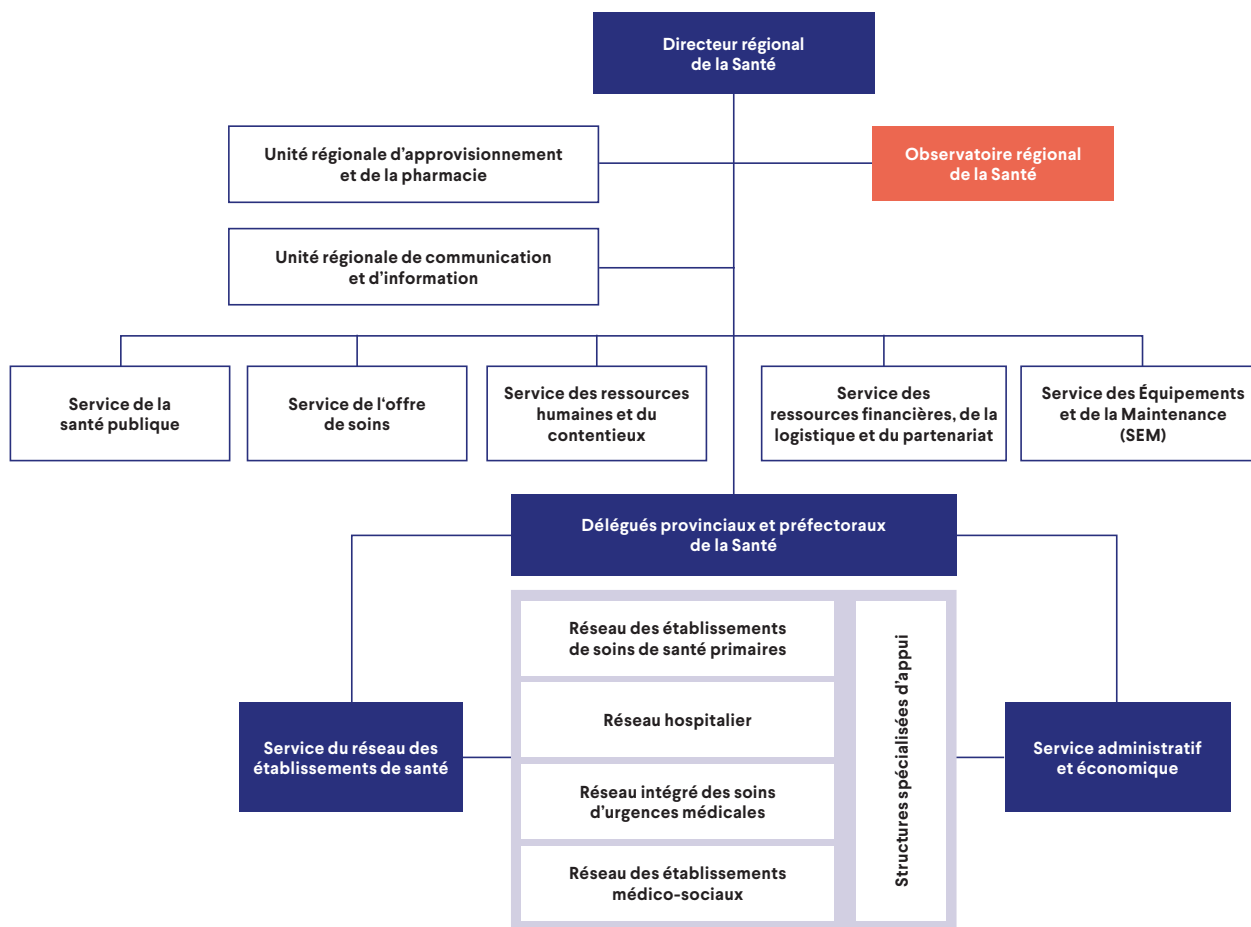 Directeur régional
de la Santé
Unité régionale d'approvisionnement
et de la pharmacie
Observatoire régional
de la Santé
Unité régionale de communication
et d'information
Service de la
santé publique
Service de l‘offre
de soins
Service des ressources
humaines et du
contentieux
Service des
ressources financières, de la
logistique et du partenariat
Service des Équipements
et de la Maintenance
(SEM)
Délégués provinciaux et préfectoraux
de la Santé
Réseau des établissements
de soins de santé primaires
Réseau hospitalier
Réseau intégré des soins
d'urgences médicales
Réseau des établissements
médico-sociaux
Structures spécialisées d'appui
Service du réseau des
établissements de santé
Service administratif
et économique